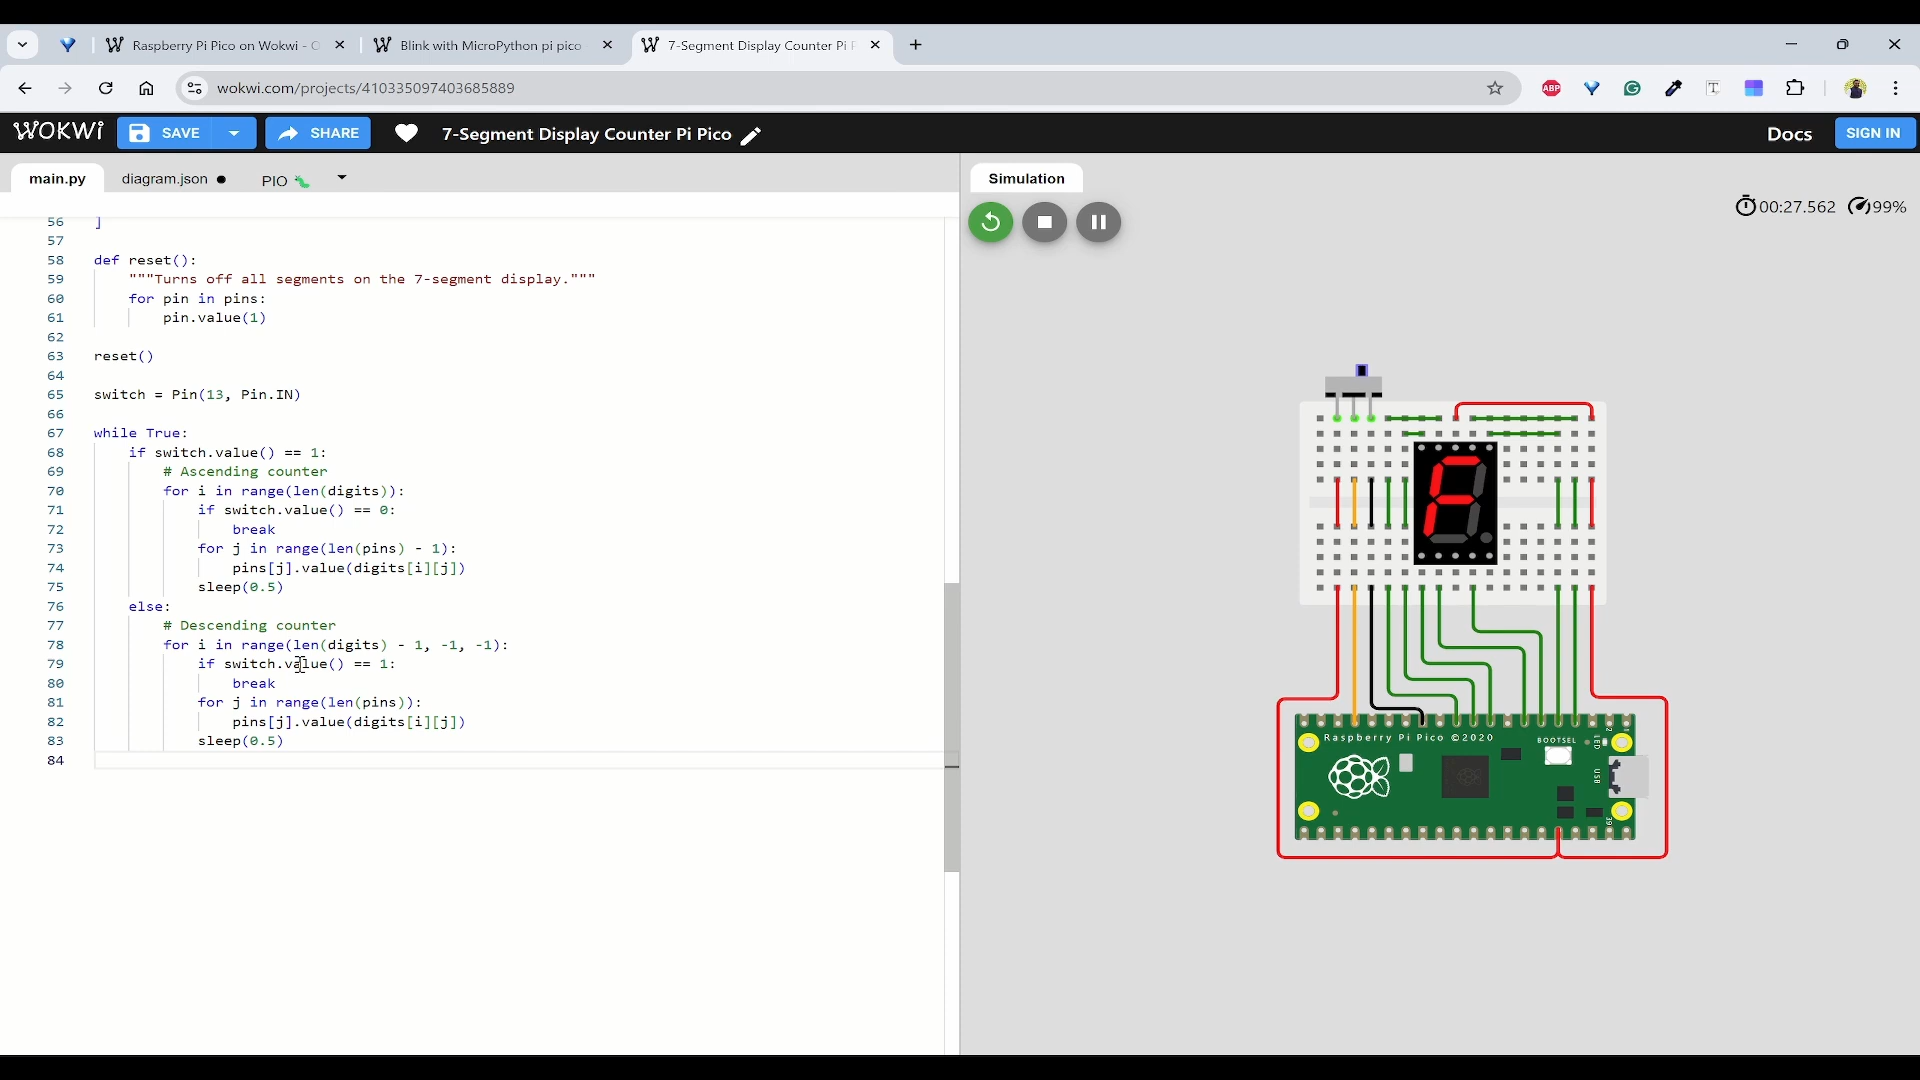 Raspberry Pi Pico on Wokwi - 
Blink with MicroPython pi pico
7-Segment Display Counter Pi P
wokwi.com/projects/410335097403685889
ABP
WOKWI
SAVE
SHARE
7-Segment Display Counter Pi Pico
Docs
SIGN IN
main.py
diagram.json
PIO
Simulation
00:27.562
99%
56 ]
57
58 def reset():
59 """Turns off all segments on the 7-segment display."""
60 for pin in pins:
61 pin.value(1)
62
63 reset()
64
65 switch = Pin(13, Pin.IN)
66
67 while True:
68 if switch.value() == 1:
69 # Ascending counter
70 for i in range(len(digits)):
71 if switch.value() == 0:
72 break
73 for j in range(len(pins) - 1):
74 pins[j].value(digits[i][j])
75 sleep(0.5)
76 else:
77 # Descending counter
78 for i in range(len(digits) - 1, -1, -1):
79 if switch.value() == 1:
80 break
81 for j in range(len(pins)):
82 pins[j].value(digits[i][j])
83 sleep(0.5)
84
F
Raspberry Pi Pico ©2020
BOOTSEL
LED
USB
2
1
39